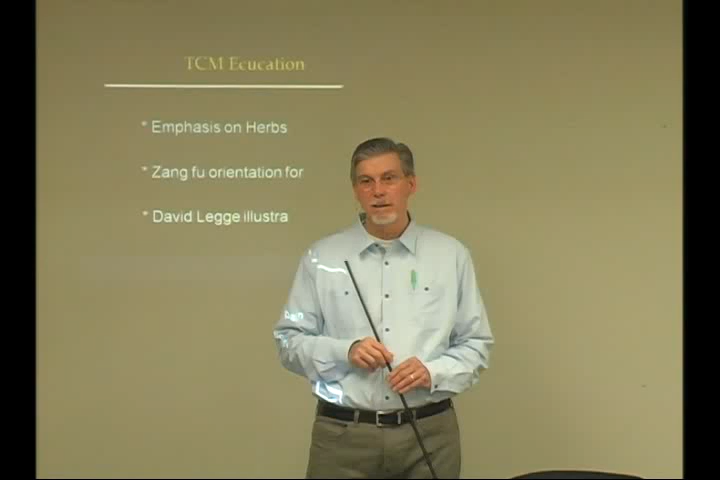 TCM Ecucation
* Emphasis on Herbs
* Zang fu orientation for
* David Legge illustra